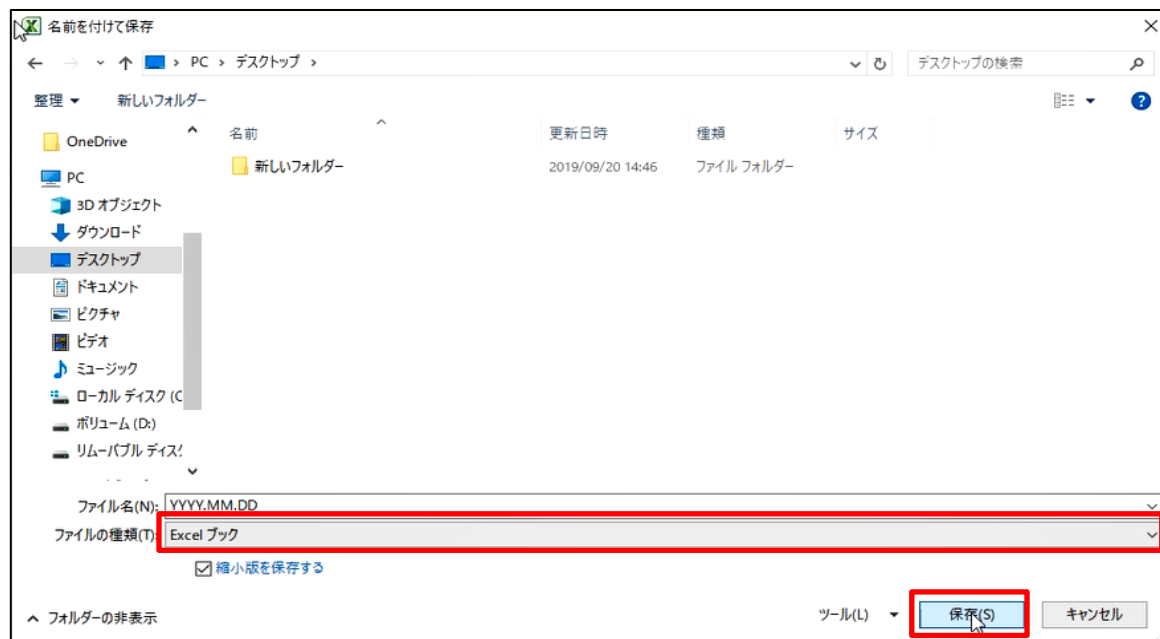 名前を付けて保存
PC › デスクトップ ›
デスクトップの検索
整理 新しいフォルダー
名前 更新日時 種類 サイズ
OneDrive
新しいフォルダー 2019/09/20 14:46 ファイル フォルダー
PC
3D オブジェクト
ダウンロード
デスクトップ
ドキュメント
ピクチャ
ビデオ
ミュージック
ローカル ディスク (C
ボリューム (D:)
リムーバブル ディスク
ファイル名(N): YYYY.MM.DD
ファイルの種類(T): Excel ブック
縮小版を保存する
フォルダーの非表示 ツール(L) 保存(S) キャンセル